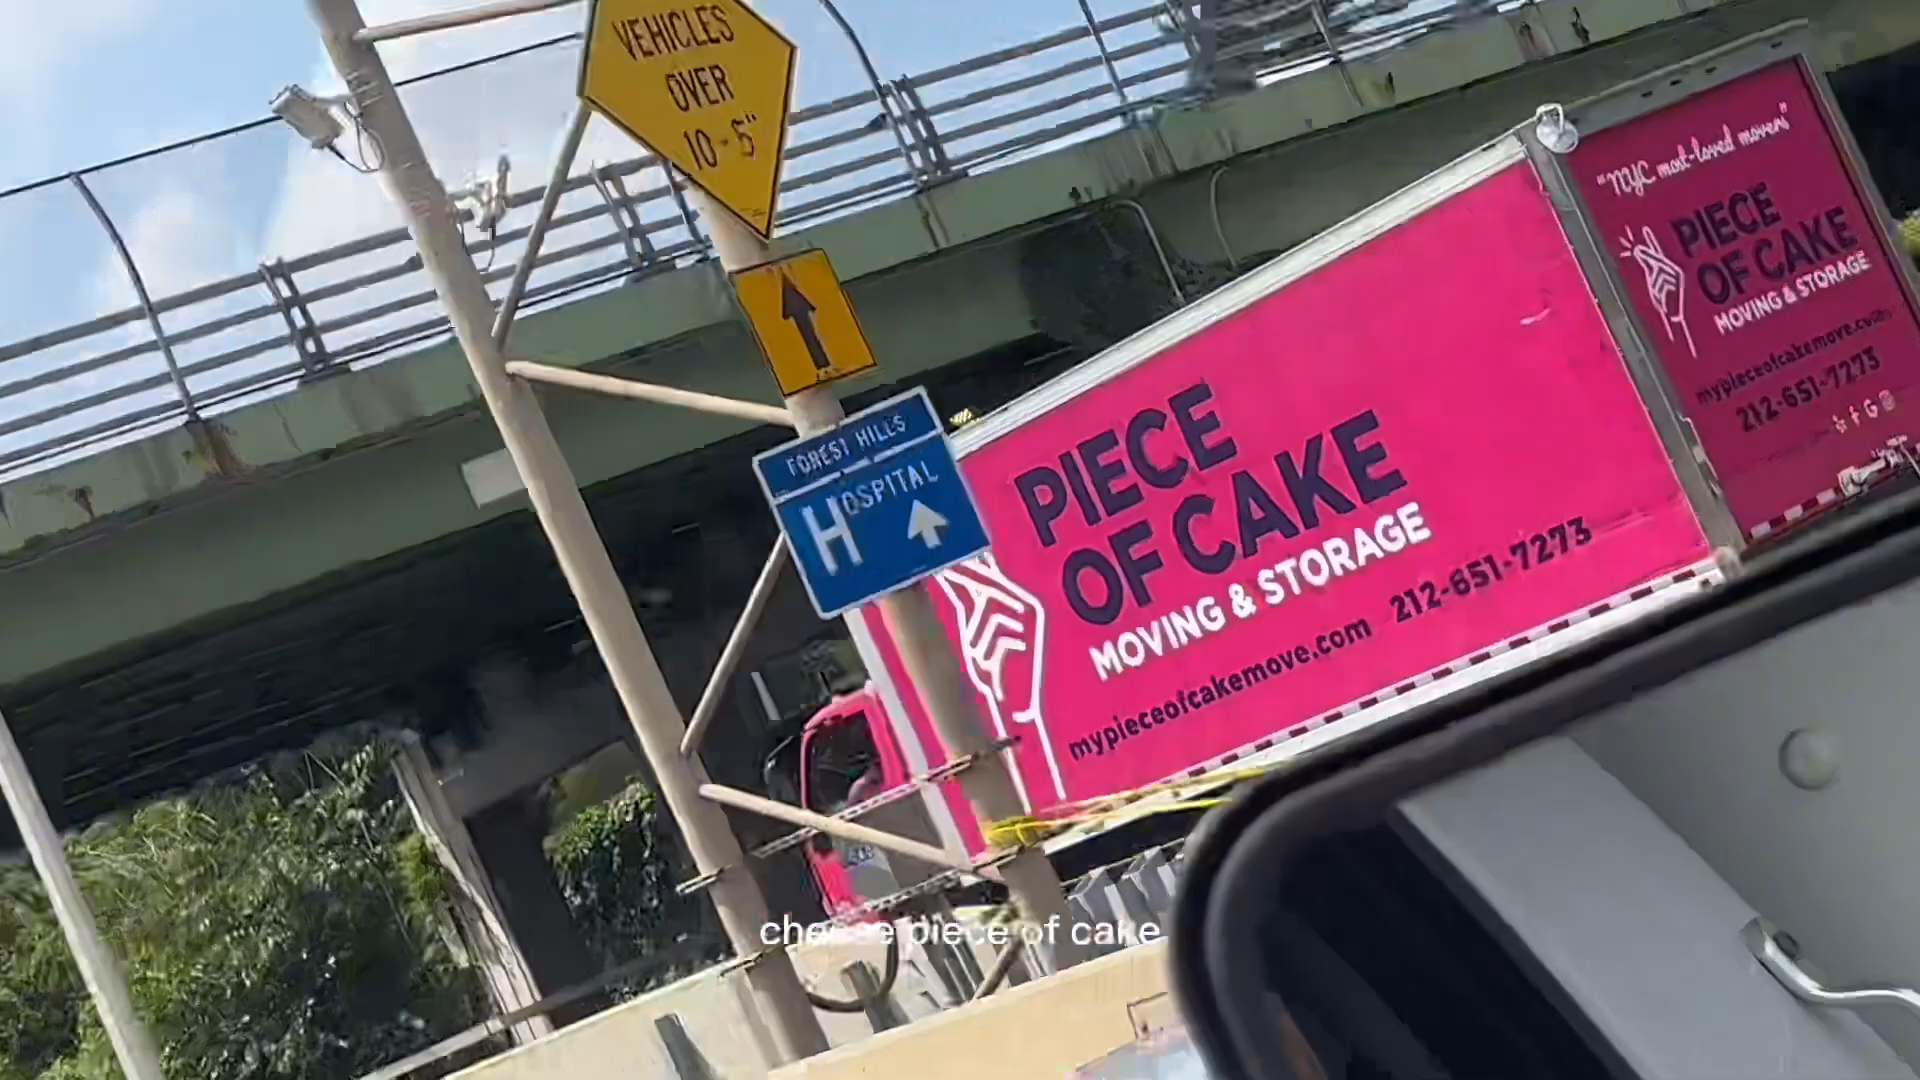 VEHICLES
OVER
10-5"
FOREST HILLS
HOSPITAL
PIECE
OF CAKE
MOVING & STORAGE
mypieceofcakemove.com 212-651-7273
"NYC most-loved movers"
PIECE
OF CAKE
MOVING & STORAGE
mypieceofcakemove.com
212-651-7273
choose piece of cake